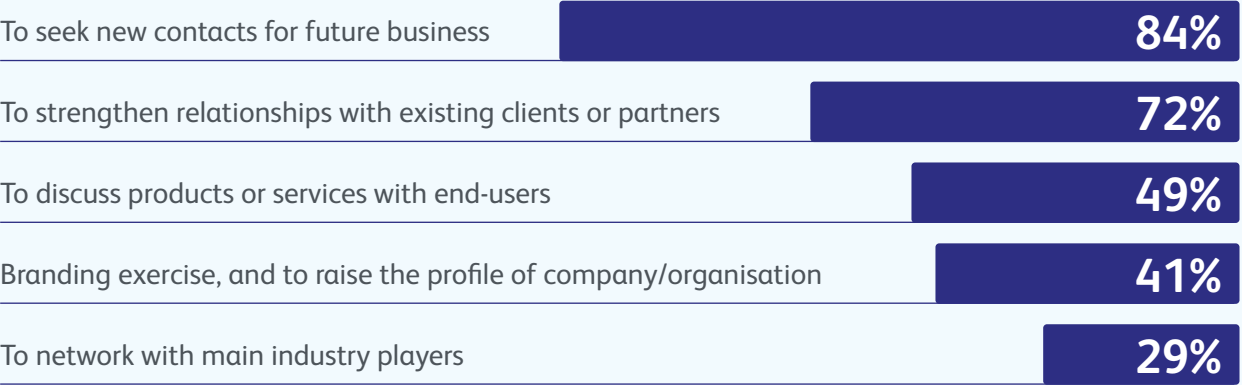 To seek new contacts for future business 84%
To strengthen relationships with existing clients or partners 72%
To discuss products or services with end-users 49%
Branding exercise, and to raise the profile of company/organisation 41%
To network with main industry players 29%